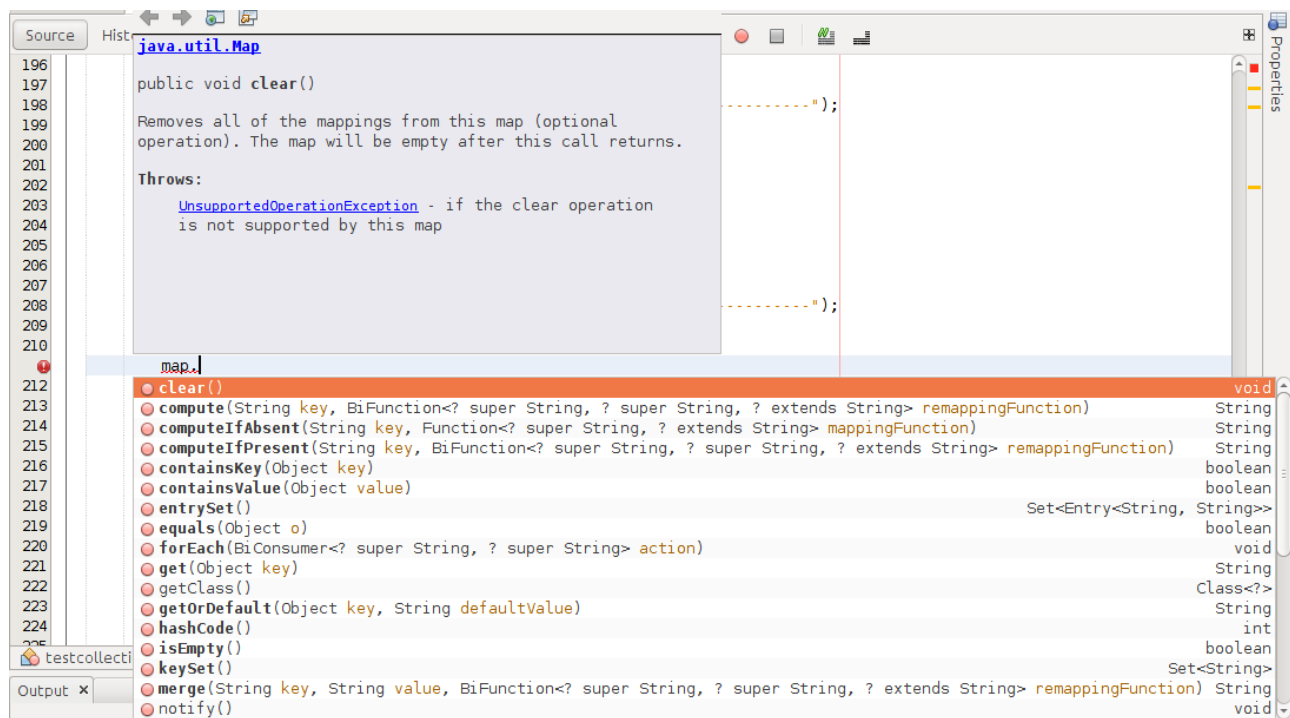 Source Hist
Properties
java.util.Map
public void clear()
Removes all of the mappings from this map (optional
operation). The map will be empty after this call returns.
Throws:
UnsupportedOperationException - if the clear operation
is not supported by this map
196
197
198 ----------");
199
200
201
202
203
204
205
206
207
208 ----------");
209
210
map.
212
213
214
215
216
217
218
219
220
221
222
223
224
225
clear() void
compute(String key, BiFunction<? super String, ? super String, ? extends String> remappingFunction) String
computeIfAbsent(String key, Function<? super String, ? extends String> mappingFunction) String
computeIfPresent(String key, BiFunction<? super String, ? super String, ? extends String> remappingFunction) String
containsKey(Object key) boolean
containsValue(Object value) boolean
entrySet() Set<Entry<String, String>>
equals(Object o) boolean
forEach(BiConsumer<? super String, ? super String> action) void
get(Object key) String
getClass() Class<?>
getOrDefault(Object key, String defaultValue) String
hashCode() int
isEmpty() boolean
keySet() Set<String>
merge(String key, String value, BiFunction<? super String, ? super String, ? extends String> remappingFunction) String
notify() void
testcollecti
Output